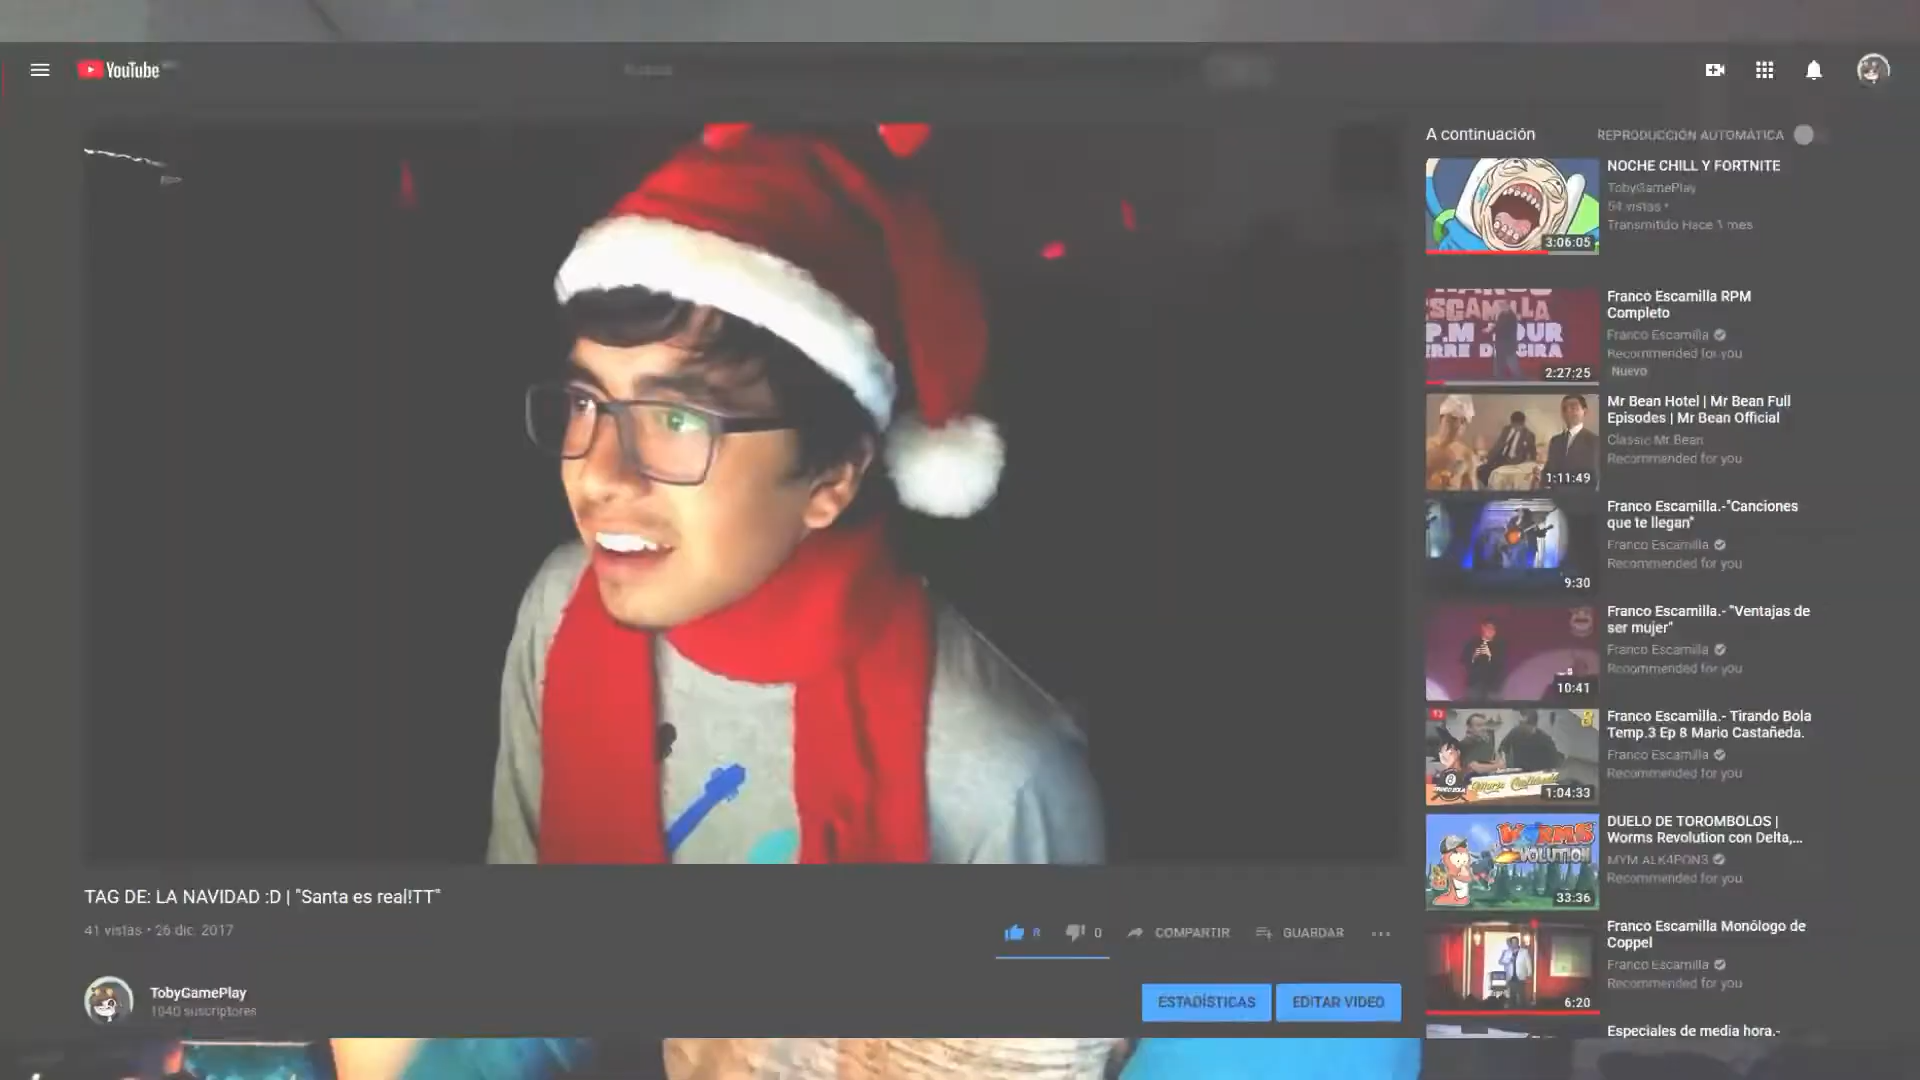 YouTube
A continuación
REPRODUCCIÓN AUTOMÁTICA
NOCHE CHILL Y FORTNITE
TobyGamePlay
54 vistas •
Transmitido Hace 1 mes
3:06:05
Franco Escamilla RPM
Completo
Franco Escamilla
Recommended for you
Nuevo
ESCAMILLA
2:27:25
Mr Bean Hotel | Mr Bean Full
Episodes | Mr Bean Official
Classic Mr Bean
Recommended for you
1:11:49
Franco Escamilla.-"Canciones
que te llegan"
Franco Escamilla
Recommended for you
9:30
Franco Escamilla.- "Ventajas de
ser mujer"
Franco Escamilla
Recommended for you
10:41
Franco Escamilla.- Tirando Bola
Temp.3 Ep 8 Mario Castañeda.
Franco Escamilla
Recommended for you
1:04:33
DUELO DE TOROMBOLOS |
Worms Revolution con Delta,...
MYM ALK4PON3
Recommended for you
WORMS
33:36
Franco Escamilla Monólogo de
Coppel
Franco Escamilla
Recommended for you
6:20
Especiales de media hora.-
TAG DE: LA NAVIDAD :D | "Santa es real!TT"
41 vistas • 26 dic. 2017
8 0 COMPARTIR GUARDAR
TobyGamePlay
1040 suscriptores
ESTADÍSTICAS EDITAR VIDEO